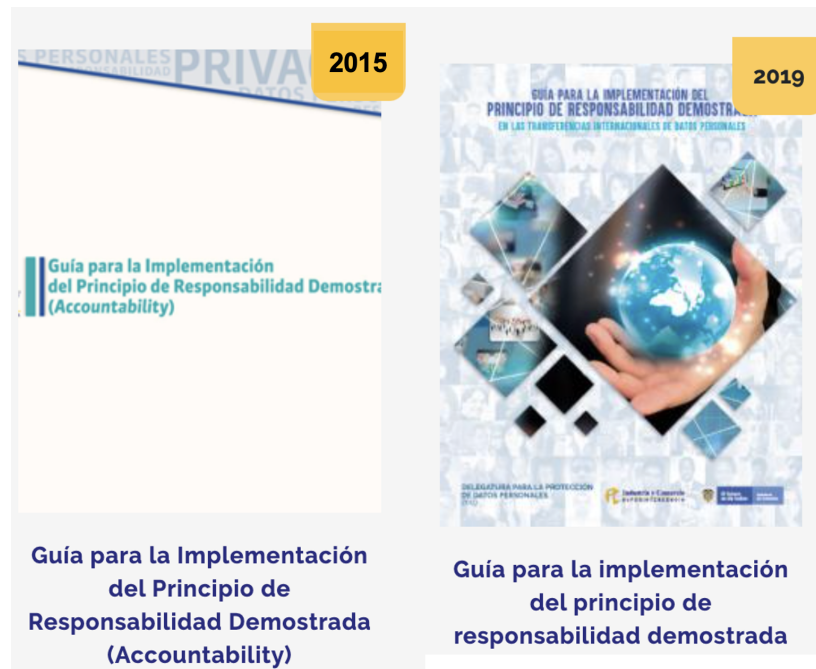 S PERSONALES
RESPONSABILIDAD
PRIVA
DATOS
2015
Guía para la Implementación
del Principio de Responsabilidad Demostra
(Accountability)
Guía para la Implementación
del Principio de
Responsabilidad Demostrada
(Accountability)
2019
GUÍA PARA LA IMPLEMENTACIÓN DEL
PRINCIPIO DE RESPONSABILIDAD DEMOSTRA
EN LAS TRANSFERENCIAS INTERNACIONALES DE DATOS PERSONALES
DELEGATURA PARA LA PROTECCIÓN
DE DATOS PERSONALES
Industria y Comercio
SUPERINTENDENCIA
Guía para la implementación
del principio de
responsabilidad demostrada